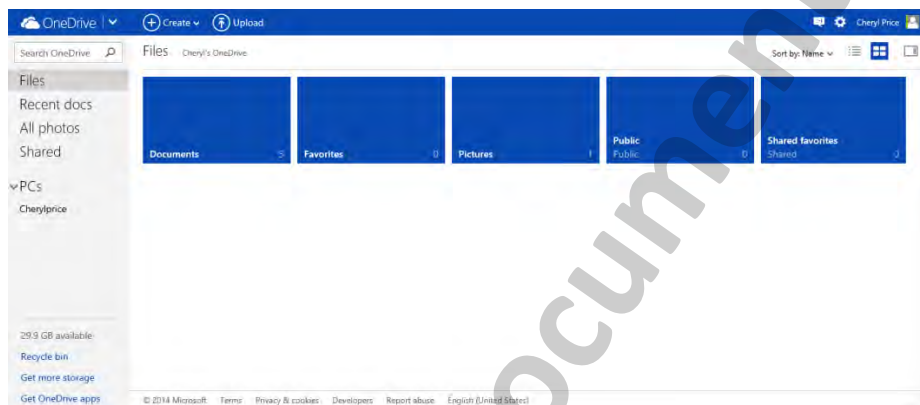 OneDrive
Create
Upload
Cheryl Price
Search OneDrive
Files
Cheryl's OneDrive
Sort by: Name
Files
Recent docs
All photos
Shared
PCs
Cherylprice
Documents 5
Favorites 0
Pictures 1
Public
Public 0
Shared favorites
Shared 0
29.9 GB available
Recycle bin
Get more storage
Get OneDrive apps
© 2014 Microsoft Terms Privacy & cookies Developers Report abuse English (United States)
ocument